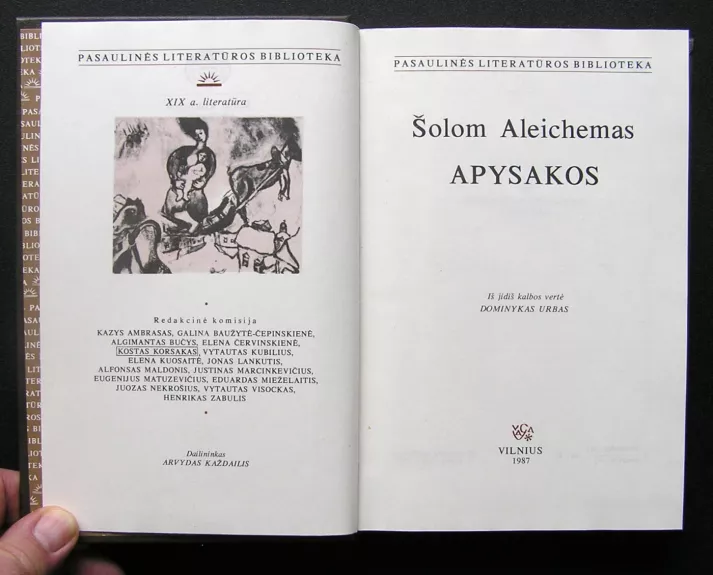 PASAULINĖS LITERATŪROS BIBLIOTEKA
XIX a. literatūra
Redakcinė komisija
KAZYS AMBRASAS, GALINA BAUŽYTĖ-ČEPINSKIENĖ,
ALGIMANTAS BUČYS, ELENA ČERVINSKIENĖ,
KOSTAS KORSAKAS, VYTAUTAS KUBILIUS,
ELENA KUOSAITĖ, JONAS LANKUTIS,
ALFONSAS MALDONIS, JUSTINAS MARCINKEVIČIUS,
EUGENIJUS MATUZEVIČIUS, EDUARDAS MIEŽELAITIS,
JUOZAS NEKROŠIUS, VYTAUTAS VISOCKAS,
HENRIKAS ZABULIS
Dailininkas
ARVYDAS KAŽDAILIS
PASAULINĖS LITERATŪROS BIBLIOTEKA
Šolom Aleichemas
APYSAKOS
Iš jidiš kalbos vertė
DOMINYKAS URBAS
VILNIUS
1987